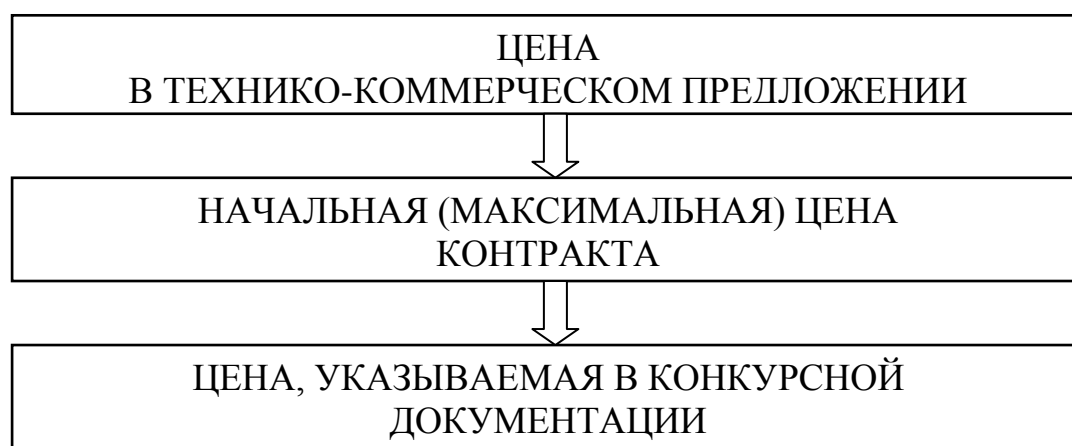 ЦЕНА
В ТЕХНИКО-КОММЕРЧЕСКОМ ПРЕДЛОЖЕНИИ
НАЧАЛЬНАЯ (МАКСИМАЛЬНАЯ) ЦЕНА
КОНТРАКТА
ЦЕНА, УКАЗЫВАЕМАЯ В КОНКУРСНОЙ
ДОКУМЕНТАЦИИ